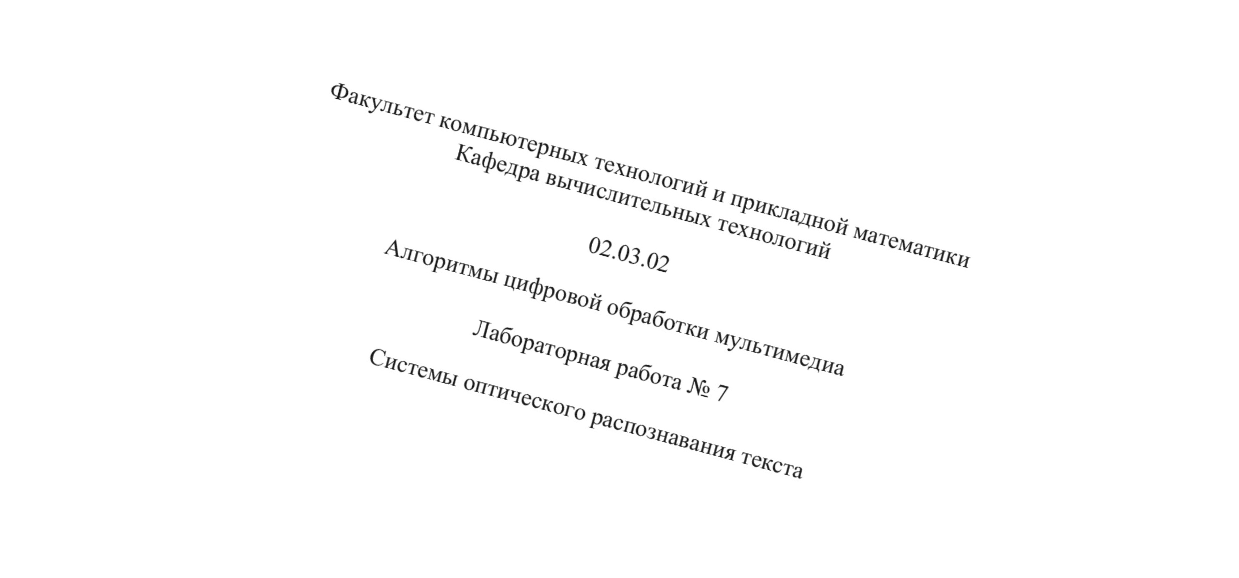 Факультет компьютерных технологий и прикладной математики
Кафедра вычислительных технологий
02.03.02
Алгоритмы цифровой обработки мультимедиа
Лабораторная работа № 7
Системы оптического распознавания текста